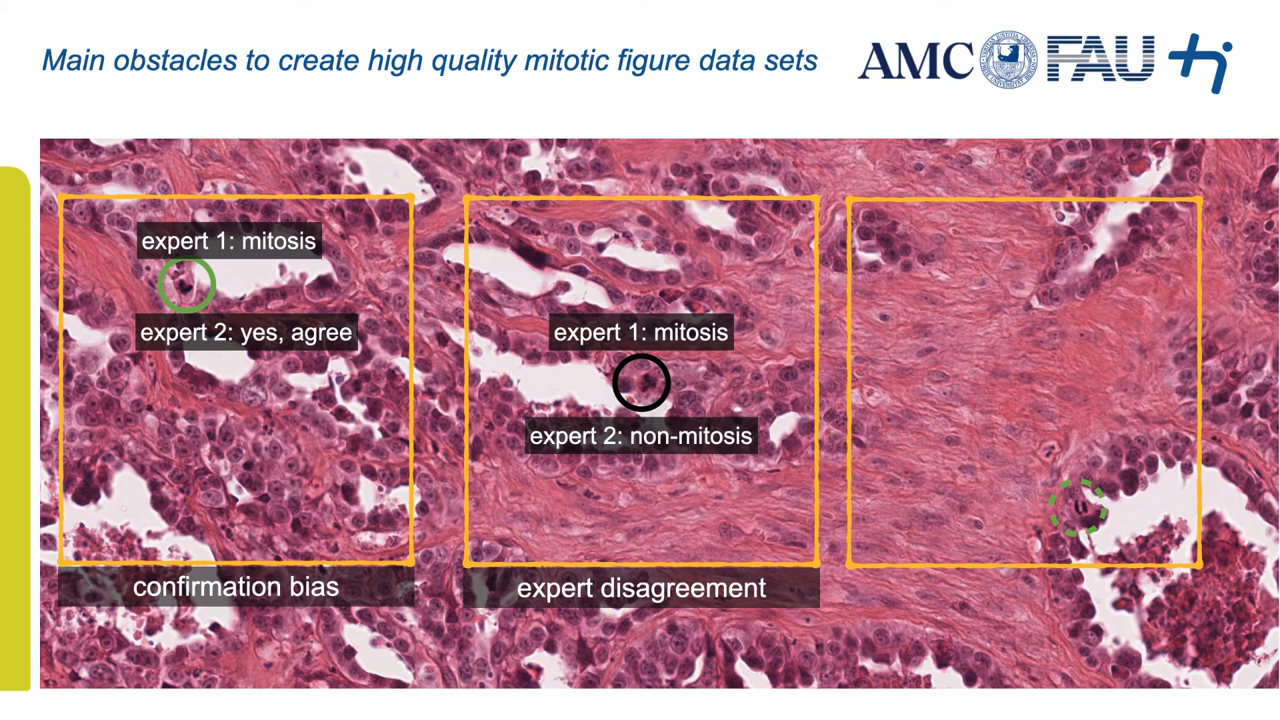 Main obstacles to create high quality mitotic figure data sets
AMC
FAU
expert 1: mitosis
expert 2: yes, agree
confirmation bias
expert 1: mitosis
expert 2: non-mitosis
expert disagreement